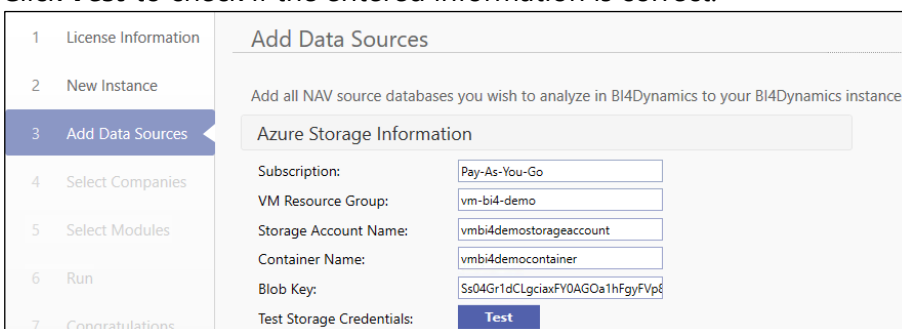 Click Test to check if the entered information is correct.
1 License Information
2 New Instance
3 Add Data Sources
4 Select Companies
5 Select Modules
6 Run
7 Congratulations
Add Data Sources
Add all NAV source databases you wish to analyze in BI4Dynamics to your BI4Dynamics instance
Azure Storage Information
Subscription: Pay-As-You-Go
VM Resource Group: vm-bi4-demo
Storage Account Name: vmbi4demostorageaccount
Container Name: vmbi4democontainer
Blob Key: Ss04Gr1dCLgciaxFY0AGOa1hFgyFVp8
Test Storage Credentials: Test